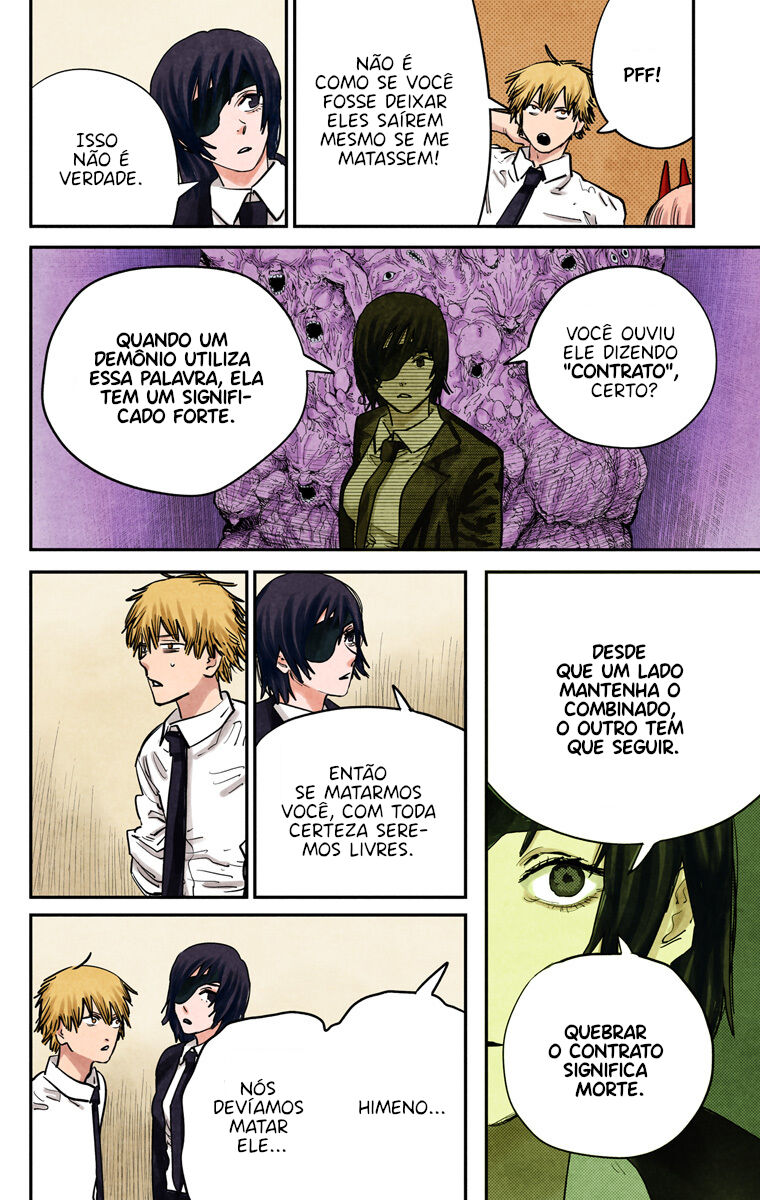 PFF!
NÃO É
COMO SE VOCÊ
FOSSE DEIXAR
ELES SAÍREM
MESMO SE ME
MATASSEM!
ISSO
NÃO É
VERDADE.
VOCÊ OUVIU
ELE DIZENDO
"CONTRATO",
CERTO?
QUANDO UM
DEMÔNIO UTILIZA
ESSA PALAVRA, ELA
TEM UM SIGNIFI-
CADO FORTE.
DESDE
QUE UM LADO
MANTENHA O
COMBINADO,
O OUTRO TEM
QUE SEGUIR.
QUEBRAR
O CONTRATO
SIGNIFICA
MORTE.
ENTÃO
SE MATARMOS
VOCÊ, COM TODA
CERTEZA SERE-
MOS LIVRES.
HIMENO...
NÓS
DEVÍAMOS
MATAR
ELE...